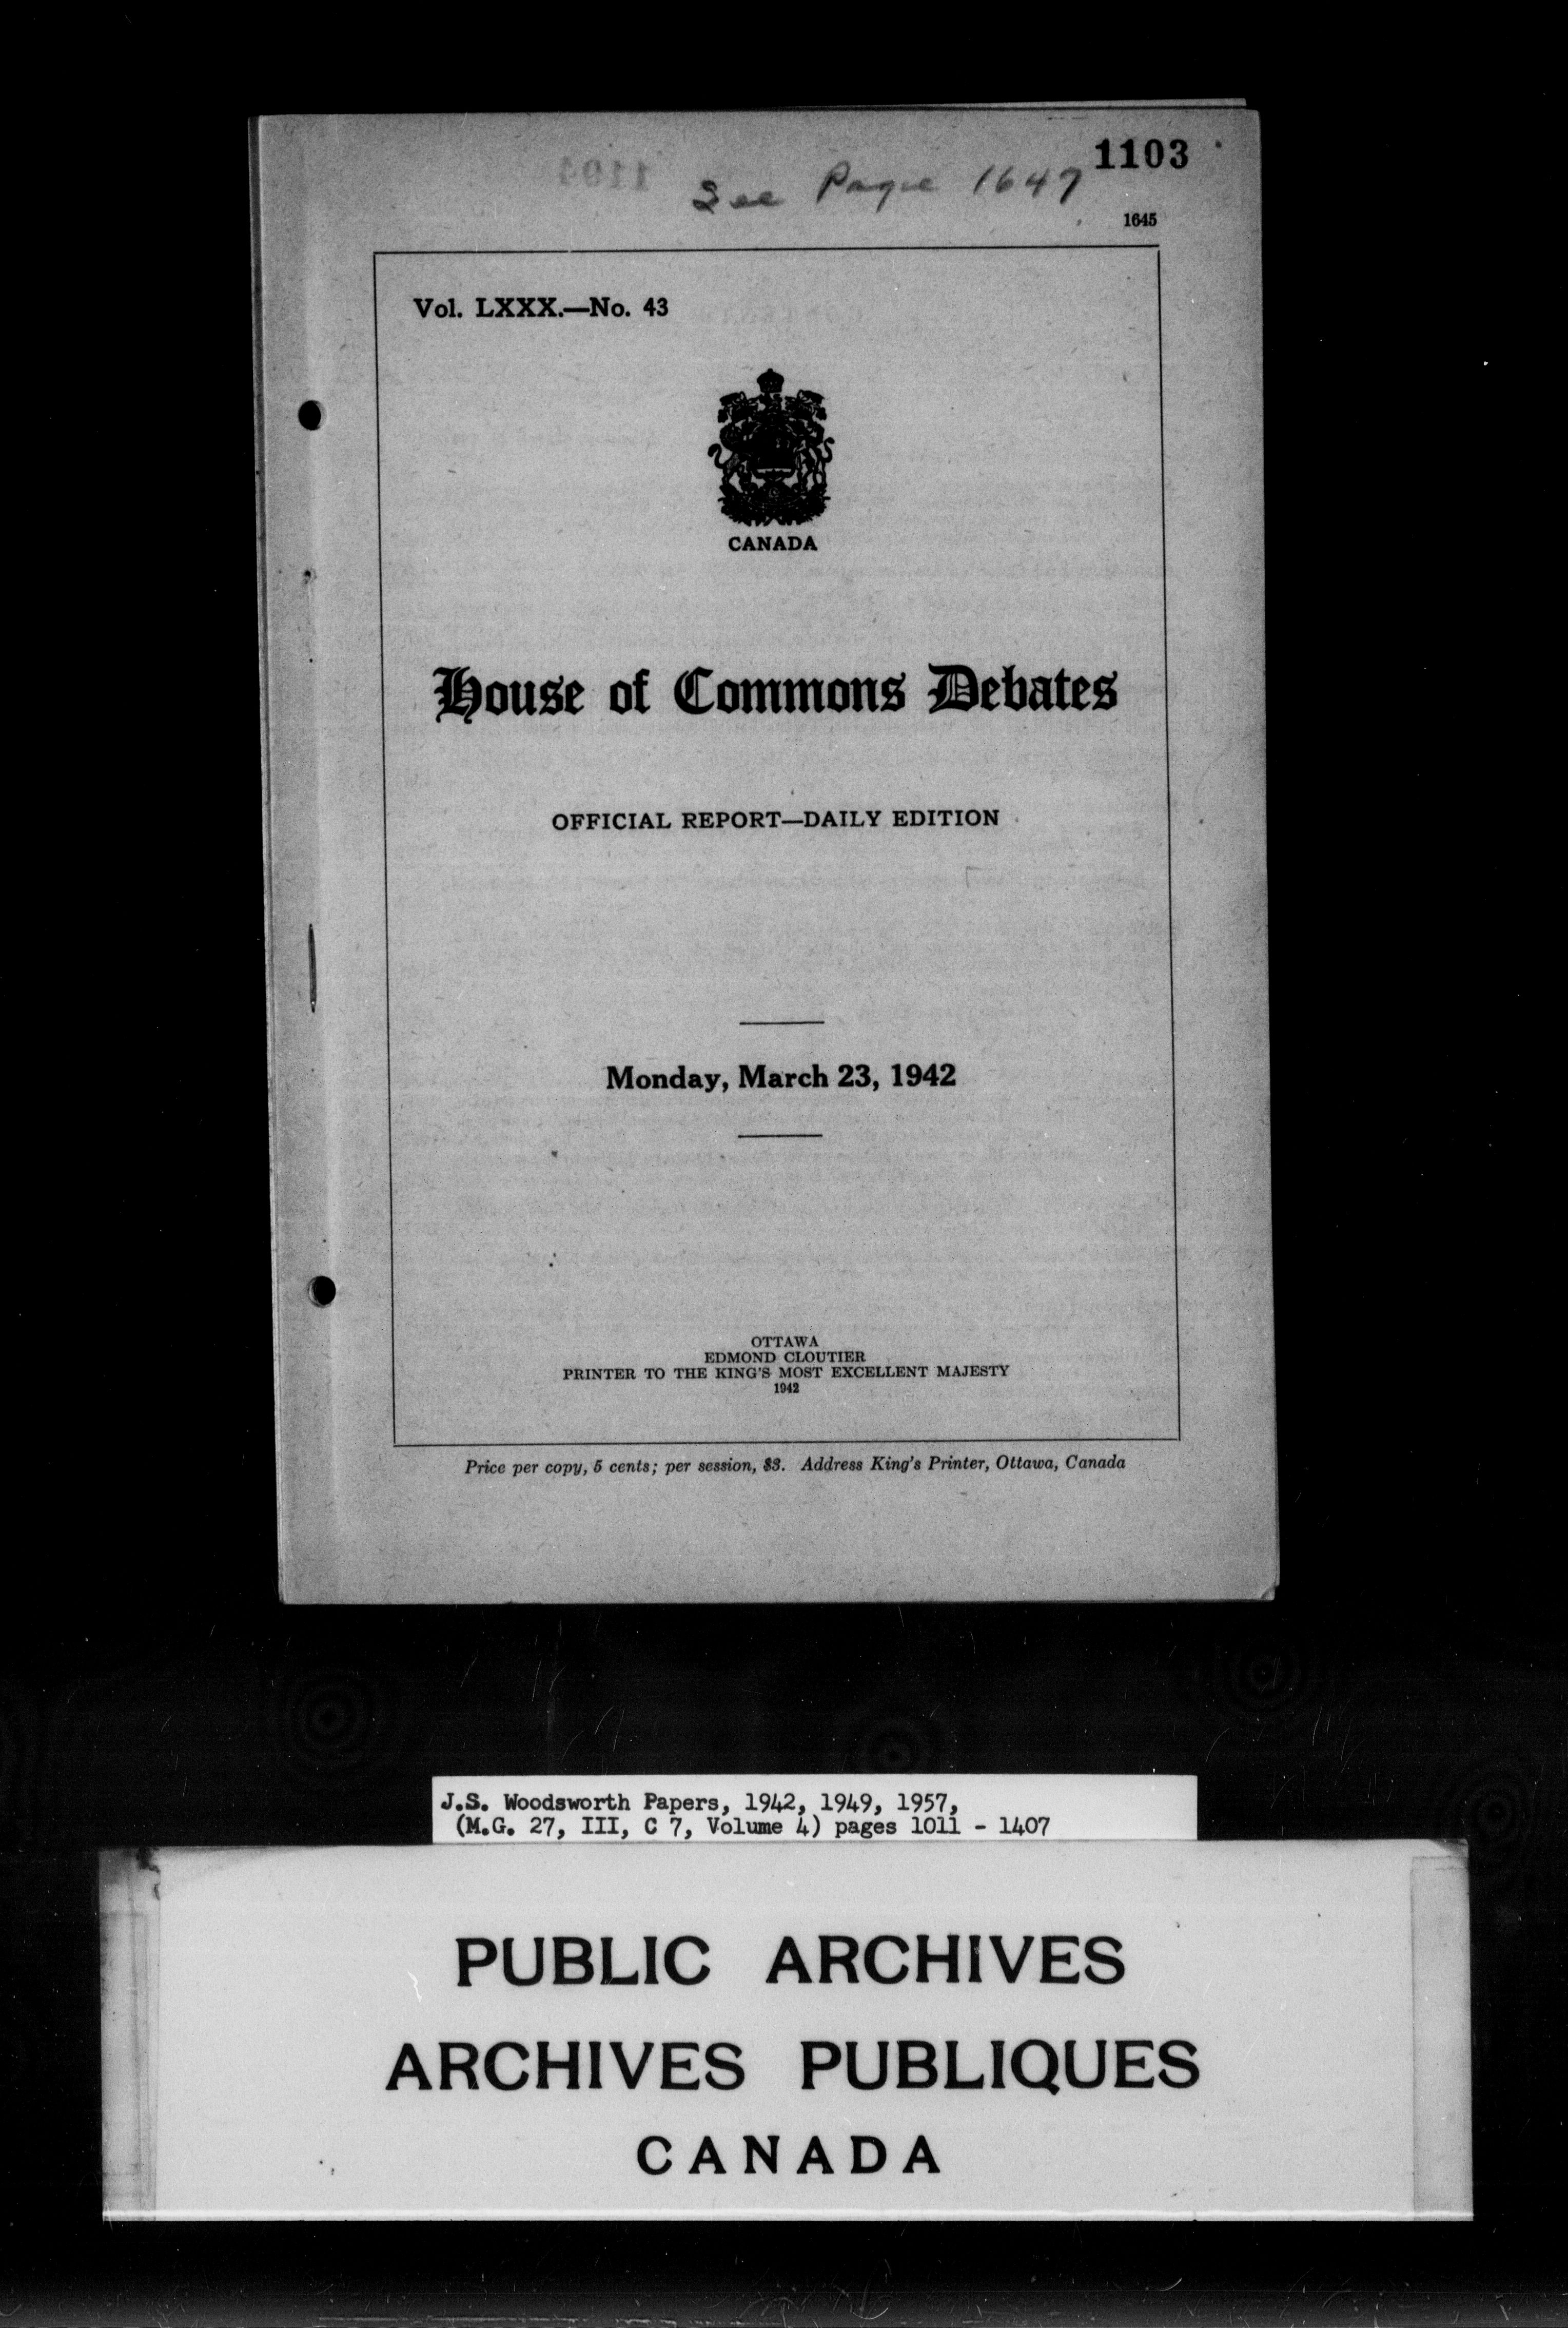 1103
See Page 1647
1645
Vol. LXXX.—No. 43
CANADA
House of Commons Debates
OFFICIAL REPORT—DAILY EDITION
Monday, March 23, 1942
OTTAWA
EDMOND CLOUTIER
PRINTER TO THE KING'S MOST EXCELLENT MAJESTY
1942
Price per copy, 5 cents; per session, $3. Address King's Printer, Ottawa, Canada
J.S. Woodsworth Papers, 1942, 1949, 1957,
(M.G. 27, III, C 7, Volume 4) pages 1011 - 1407
PUBLIC ARCHIVES
ARCHIVES PUBLIQUES
CANADA